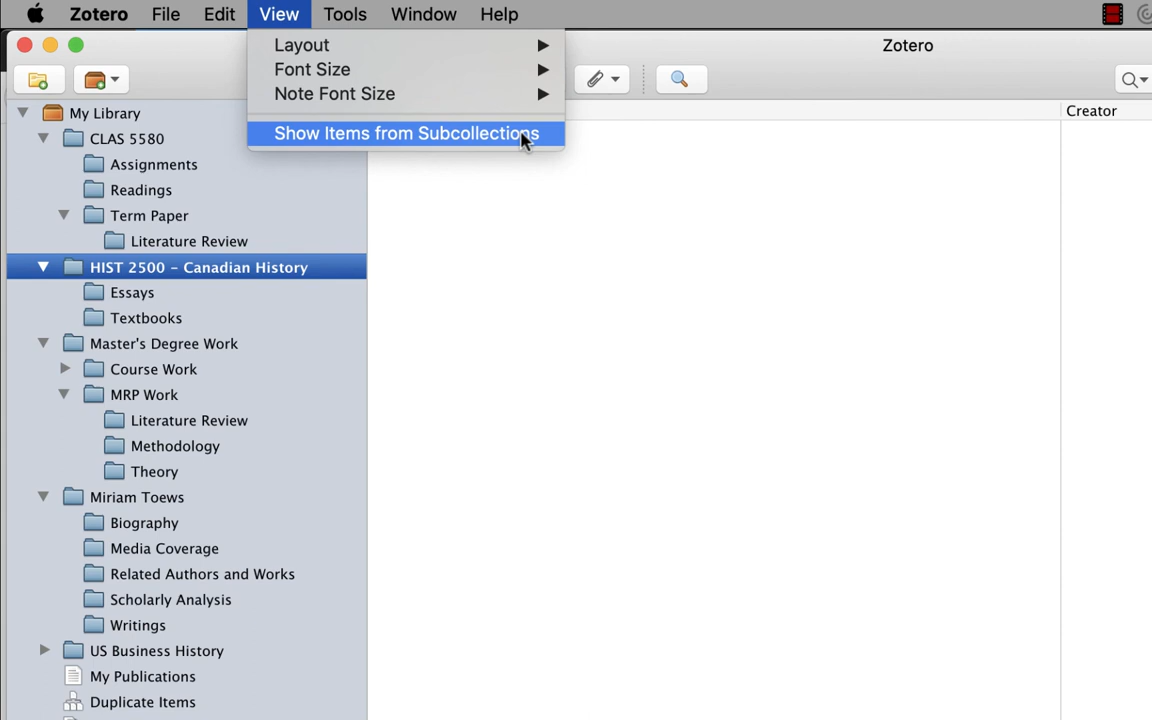 Zotero File Edit View Tools Window Help
Zotero
Layout
Font Size
Note Font Size
Show Items from Subcollections
Creator
My Library
CLAS 5580
Assignments
Readings
Term Paper
Literature Review
HIST 2500 – Canadian History
Essays
Textbooks
Master's Degree Work
Course Work
MRP Work
Literature Review
Methodology
Theory
Miriam Toews
Biography
Media Coverage
Related Authors and Works
Scholarly Analysis
Writings
US Business History
My Publications
Duplicate Items